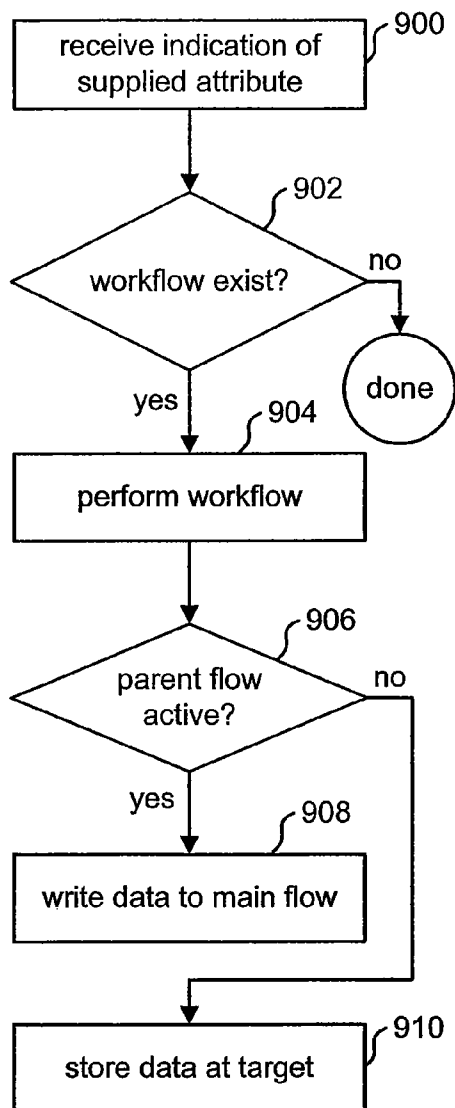 900
receive indication of
supplied attribute
902
workflow exist?
no
done
yes
904
perform workflow
906
parent flow
active?
no
yes
908
write data to main flow
910
store data at target